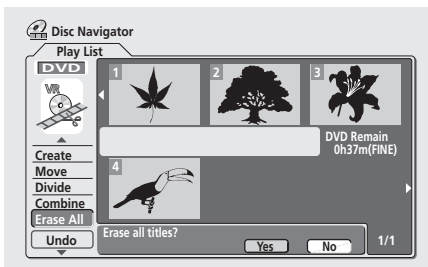 Disc Navigator
Play List
DVD
VR
1
2
3
DVD Remain
0h37m(FINE)
4
Create
Move
Divide
Combine
Erase All
Undo
Erase all titles?
Yes
No
1/1